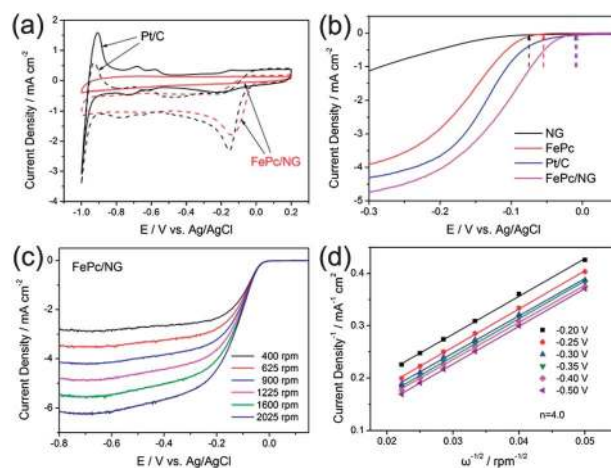 (a)
Pt/C
FePc/NG
Current Density / mA cm⁻²
2
1
0
-1
-2
-3
-4
-1.0
-0.8
-0.6
-0.4
-0.2
0.0
0.2
E / V vs. Ag/AgCl
(b)
NG
FePc
Pt/C
FePc/NG
Current Density / mA cm⁻²
0
-1
-2
-3
-4
-5
-0.3
-0.2
-0.1
0.0
E / V vs. Ag/AgCl
(c)
FePc/NG
400 rpm
625 rpm
900 rpm
1225 rpm
1600 rpm
2025 rpm
Current Density / mA cm⁻²
0
-2
-4
-6
-0.8
-0.6
-0.4
-0.2
0.0
0.2
E / V vs. Ag/AgCl
(d)
-0.20 V
-0.25 V
-0.30 V
-0.35 V
-0.40 V
-0.50 V
n=4.0
Current Density⁻¹ / mA⁻¹ cm²
0.4
0.3
0.2
0.1
0.02
0.03
0.04
0.05
ω⁻¹/² / rpm⁻¹/²